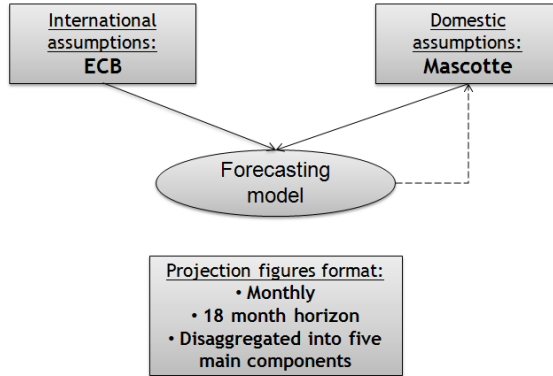 International
assumptions:
ECB
Domestic
assumptions:
Mascotte
Forecasting
model
Projection figures format:
• Monthly
• 18 month horizon
• Disaggregated into five
main components